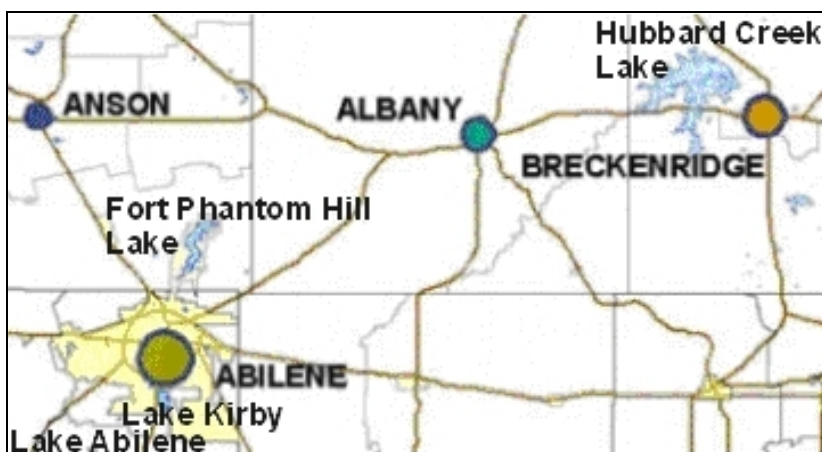 Hubbard Creek
Lake
ANSON
ALBANY
BRECKENRIDGE
Fort Phantom Hill
Lake
ABILENE
Lake Kirby
Lake Abilene